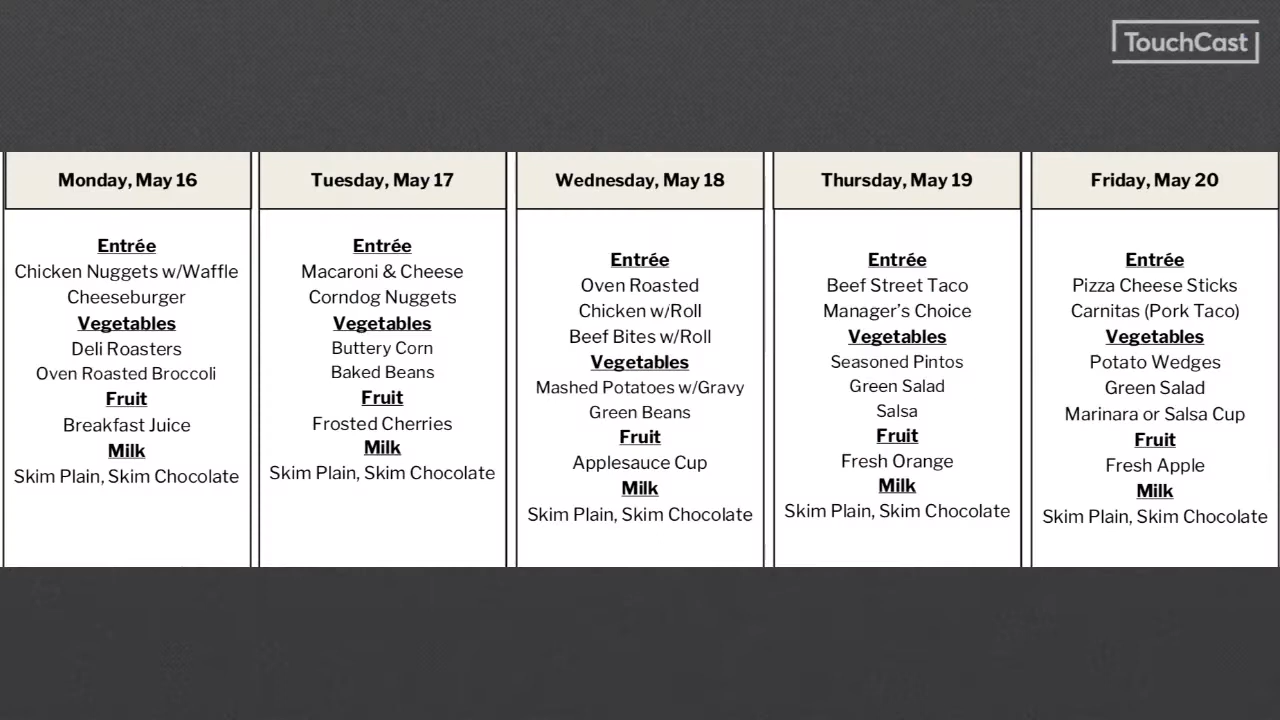 TouchCast
Monday, May 16
Entrée
Chicken Nuggets w/Waffle
Cheeseburger
Vegetables
Deli Roasters
Oven Roasted Broccoli
Fruit
Breakfast Juice
Milk
Skim Plain, Skim Chocolate
Tuesday, May 17
Entrée
Macaroni & Cheese
Corndog Nuggets
Vegetables
Buttery Corn
Baked Beans
Fruit
Frosted Cherries
Milk
Skim Plain, Skim Chocolate
Wednesday, May 18
Entrée
Oven Roasted
Chicken w/Roll
Beef Bites w/Roll
Vegetables
Mashed Potatoes w/Gravy
Green Beans
Fruit
Applesauce Cup
Milk
Skim Plain, Skim Chocolate
Thursday, May 19
Entrée
Beef Street Taco
Manager’s Choice
Vegetables
Seasoned Pintos
Green Salad
Salsa
Fruit
Fresh Orange
Milk
Skim Plain, Skim Chocolate
Friday, May 20
Entrée
Pizza Cheese Sticks
Carnitas (Pork Taco)
Vegetables
Potato Wedges
Green Salad
Marinara or Salsa Cup
Fruit
Fresh Apple
Milk
Skim Plain, Skim Chocolate